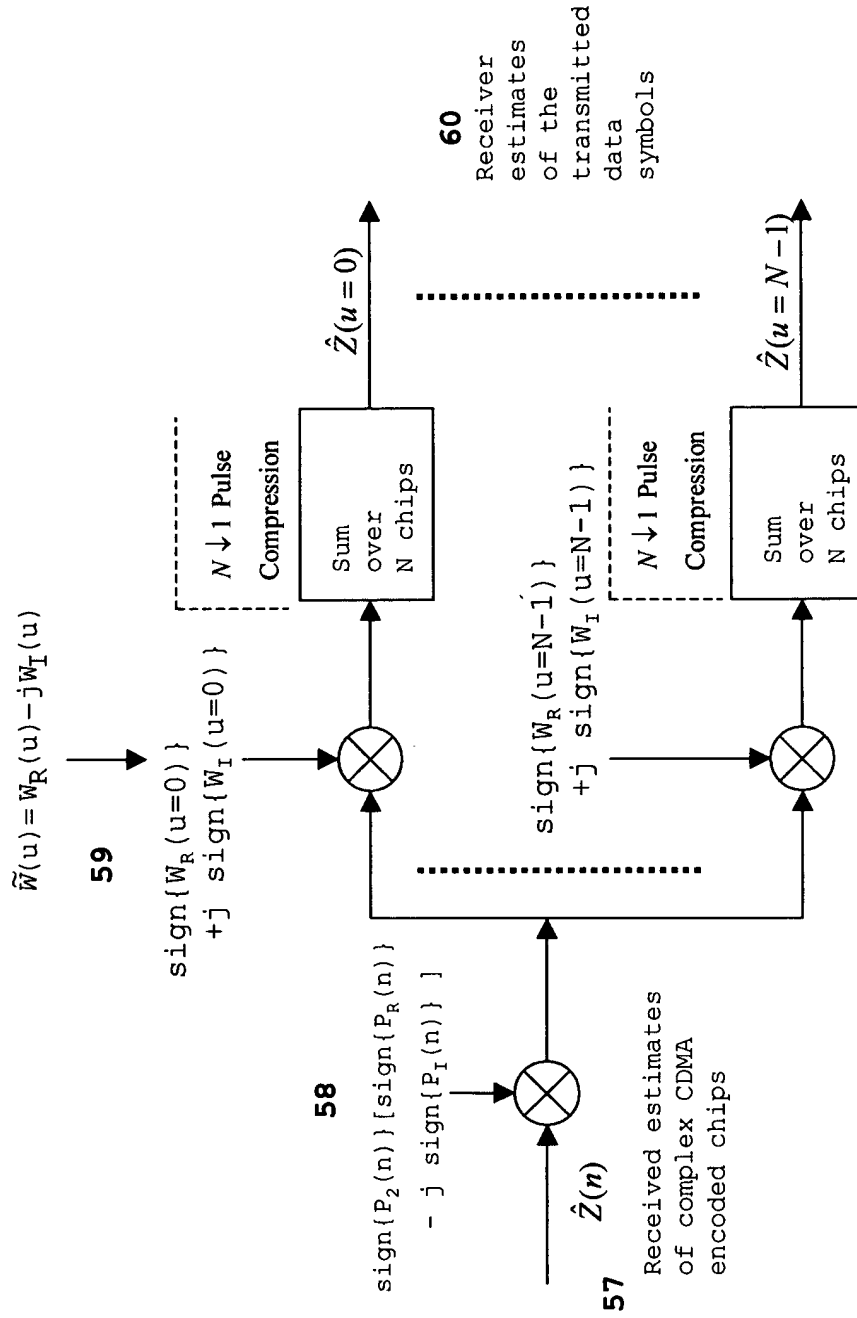 W̃(u) = W_R(u) − jW_I(u)
59
sign{W_R(u=0)}
+j sign{W_I(u=0)}
N ↓ 1 Pulse
Compression
Sum
over
N chips
Ẑ(u = 0)
58
sign{P_2(n)}[sign{P_R(n)}
- j sign{P_I(n)} ]
57
Ẑ(n)
Received estimates
of complex CDMA
encoded chips
sign{W_R(u=N-1)}
+j sign{W_I(u=N-1)}
N ↓ 1 Pulse
Compression
Sum
over
N chips
Ẑ(u = N −1)
60
Receiver
estimates
of the
transmitted
data
symbols